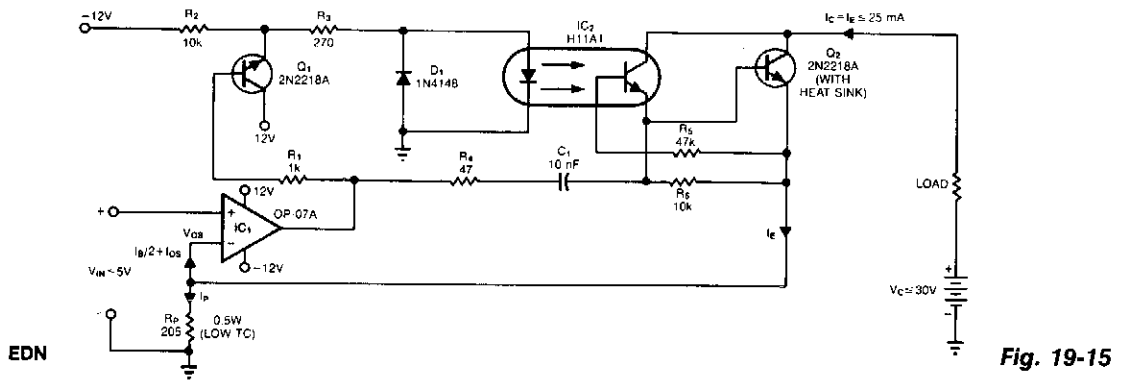 -12V
R2
10k
R3
270
IC2
H11A1
IC = IE ≤ 25 mA
Q1
2N2218A
D1
1N4148
Q2
2N2218A
(WITH
HEAT SINK)
12V
R1
1k
R4
47
C1
10 nF
R5
47k
R6
10k
LOAD
+
12V
+
IC1
-
OP-07A
VOS
IB/2+IOS
-12V
IE
VIN<5V
IP
-
RP
205
0.5W
(LOW TC)
+
VC≤30V
-
EDN
Fig. 19-15